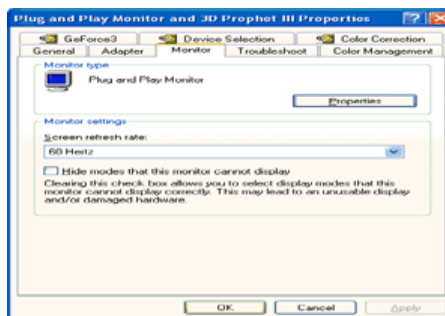 Plug and Play Monitor and 3D Prophet III Properties
GeForce3 Device Selection Color Correction
General Adapter Monitor Troubleshoot Color Management
Monitor type
Plug and Play Monitor
Properties
Monitor settings
Screen refresh rate:
60 Hertz
Hide modes that this monitor cannot display
Clearing this check box allows you to select display modes that this
monitor cannot display correctly. This may lead to an unusable display
and/or damaged hardware.
OK Cancel Apply